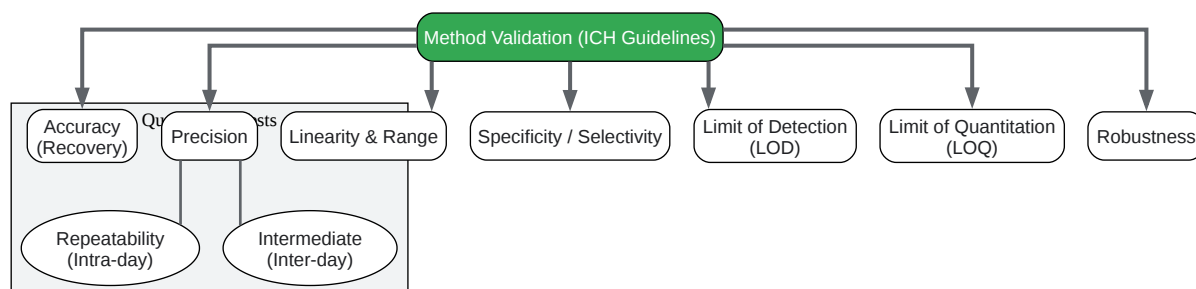 Method Validation (ICH Guidelines)
Accuracy
(Recovery)
Precision
Linearity & Range
Specificity / Selectivity
Limit of Detection
(LOD)
Limit of Quantitation
(LOQ)
Robustness
Repeatability
(Intra-day)
Intermediate
(Inter-day)